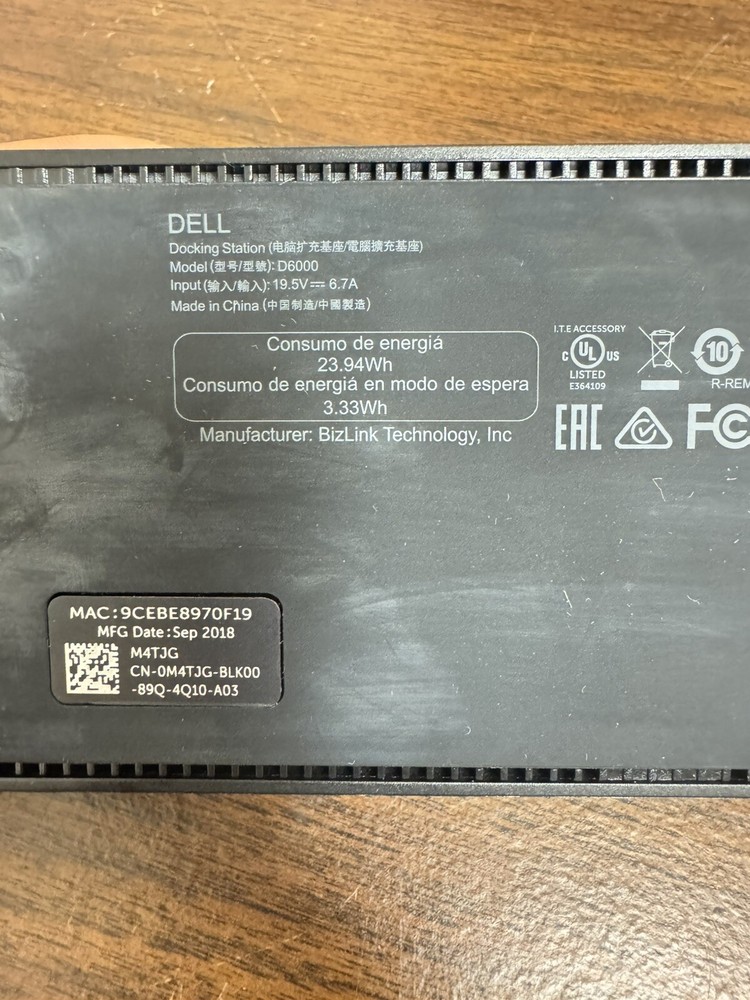 DELL
Docking Station (电脑扩充基座/電腦擴充基座)
Model (型号/型號): D6000
Input (输入/輸入): 19.5V⎓ 6.7A
Made in China (中国制造/中國製造)
Consumo de energiá
23.94Wh
Consumo de energiá en modo de espera
3.33Wh
Manufacturer: BizLink Technology, Inc
I.T.E ACCESSORY
C UL US
LISTED
E364109
10
R-REM
EAC
FC
MAC:9CEBE8970F19
MFG Date:Sep 2018
M4TJG
CN-0M4TJG-BLK00
-89Q-4Q10-A03